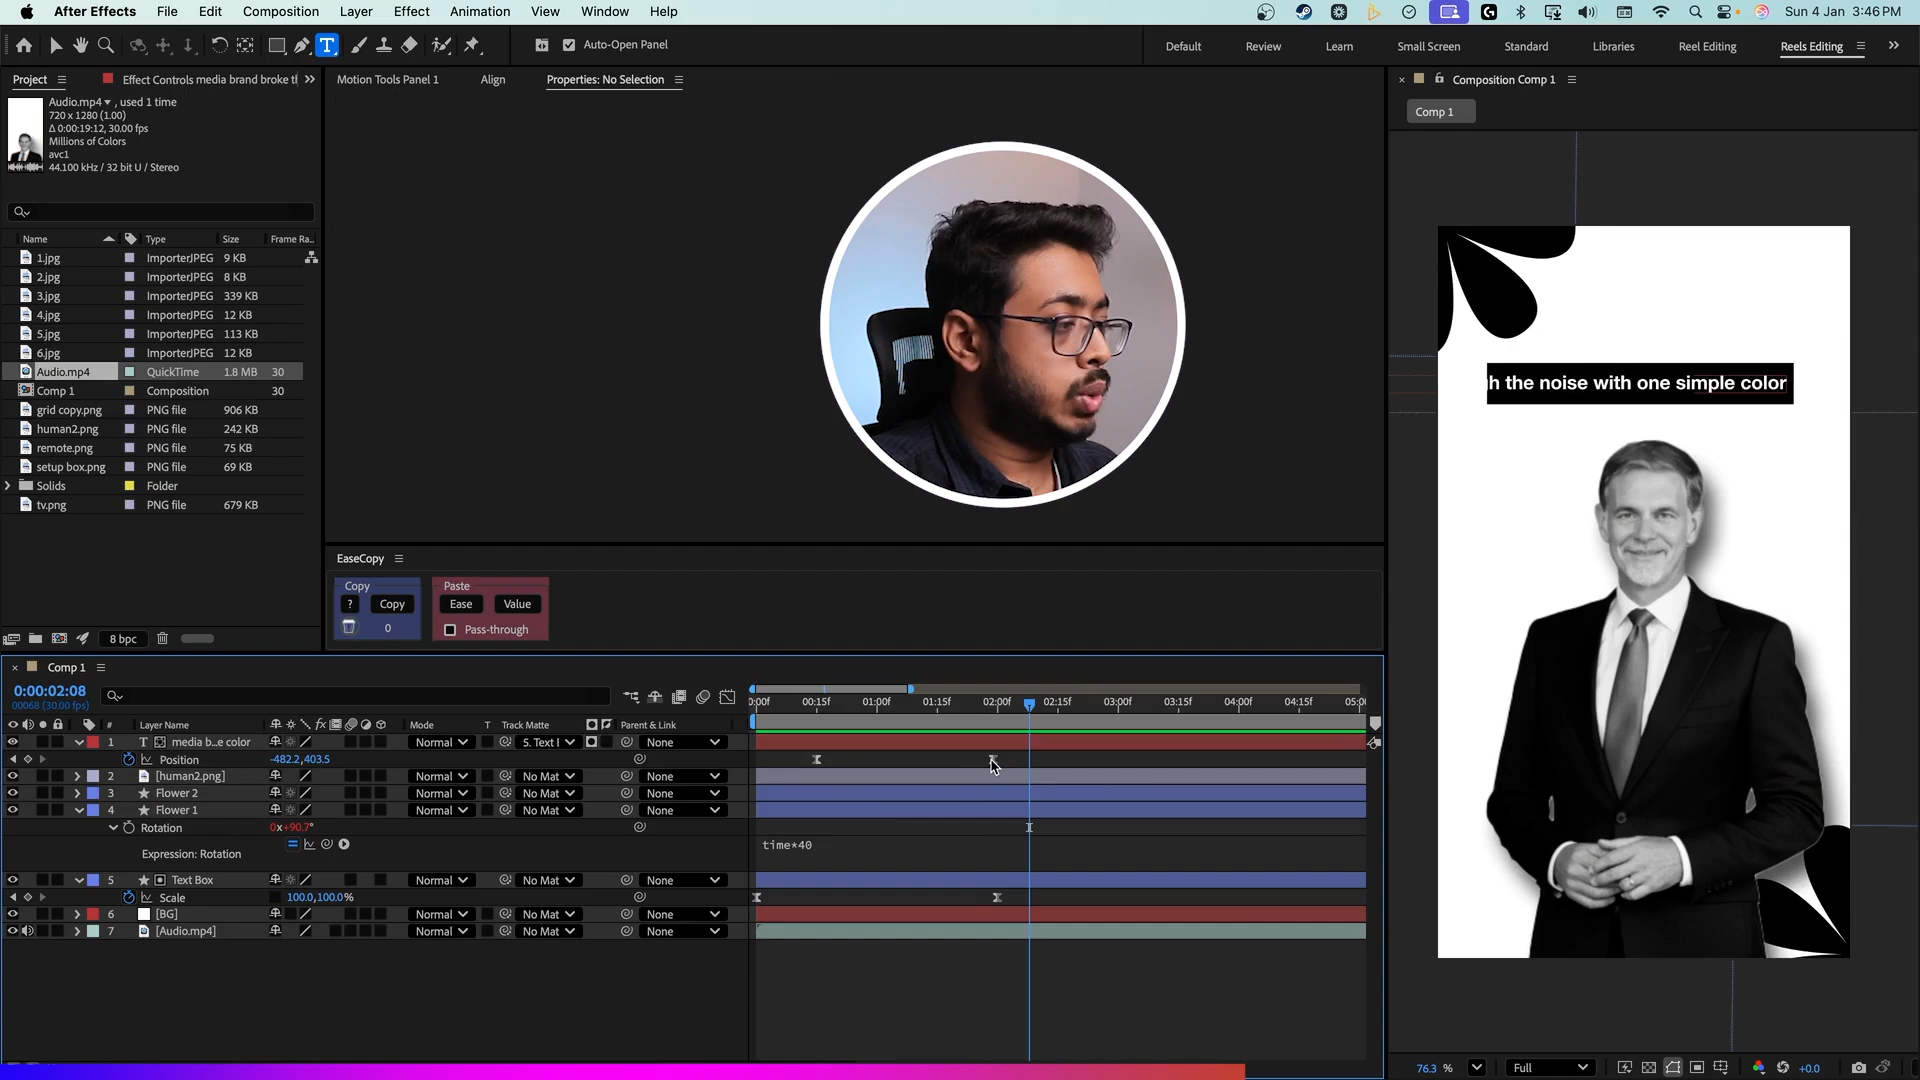 After Effects File Edit Composition Layer Effect Animation View Window Help Sun 4 Jan 3:46 PM
T Auto-Open Panel Default Review Learn Small Screen Standard Libraries Reel Editing Reels Editing
Project Effect Controls media brand broke tl Motion Tools Panel 1 Align Properties: No Selection Composition Comp 1
Audio.mp4 , used 1 time
720 x 1280 (1.00)
Δ 0:00:19:12, 30.00 fps
Millions of Colors
avc1
44.100 kHz / 32 bit U / Stereo
Comp 1
Name Type Size Frame Ra..
1.jpg ImporterJPEG 9 KB
2.jpg ImporterJPEG 8 KB
3.jpg ImporterJPEG 339 KB
4.jpg ImporterJPEG 12 KB
5.jpg ImporterJPEG 113 KB
6.jpg ImporterJPEG 12 KB
Audio.mp4 QuickTime 1.8 MB 30
Comp 1 Composition 30
grid copy.png PNG file 906 KB
human2.png PNG file 242 KB
remote.png PNG file 75 KB
setup box.png PNG file 69 KB
Solids Folder
tv.png PNG file 679 KB
h the noise with one simple color
EaseCopy
Copy Paste
? Copy Ease Value
0 Pass-through
8 bpc
Comp 1
0:00:02:08
00068 (30.00 fps)
0:00f 00:15f 01:00f 01:15f 02:00f 02:15f 03:00f 03:15f 04:00f 04:15f 05:0
# Layer Name fx Mode T Track Matte Parent & Link
1 T media b...e color Normal 5. Text I None
Position -482.2,403.5
2 [human2.png] Normal No Mat None
3 Flower 2 Normal No Mat None
4 Flower 1 Normal No Mat None
Rotation 0x+90.7°
Expression: Rotation time*40
5 Text Box Normal No Mat None
Scale 100.0,100.0%
6 [BG] Normal No Mat None
7 [Audio.mp4] Normal No Mat None
76.3 % Full +0.0